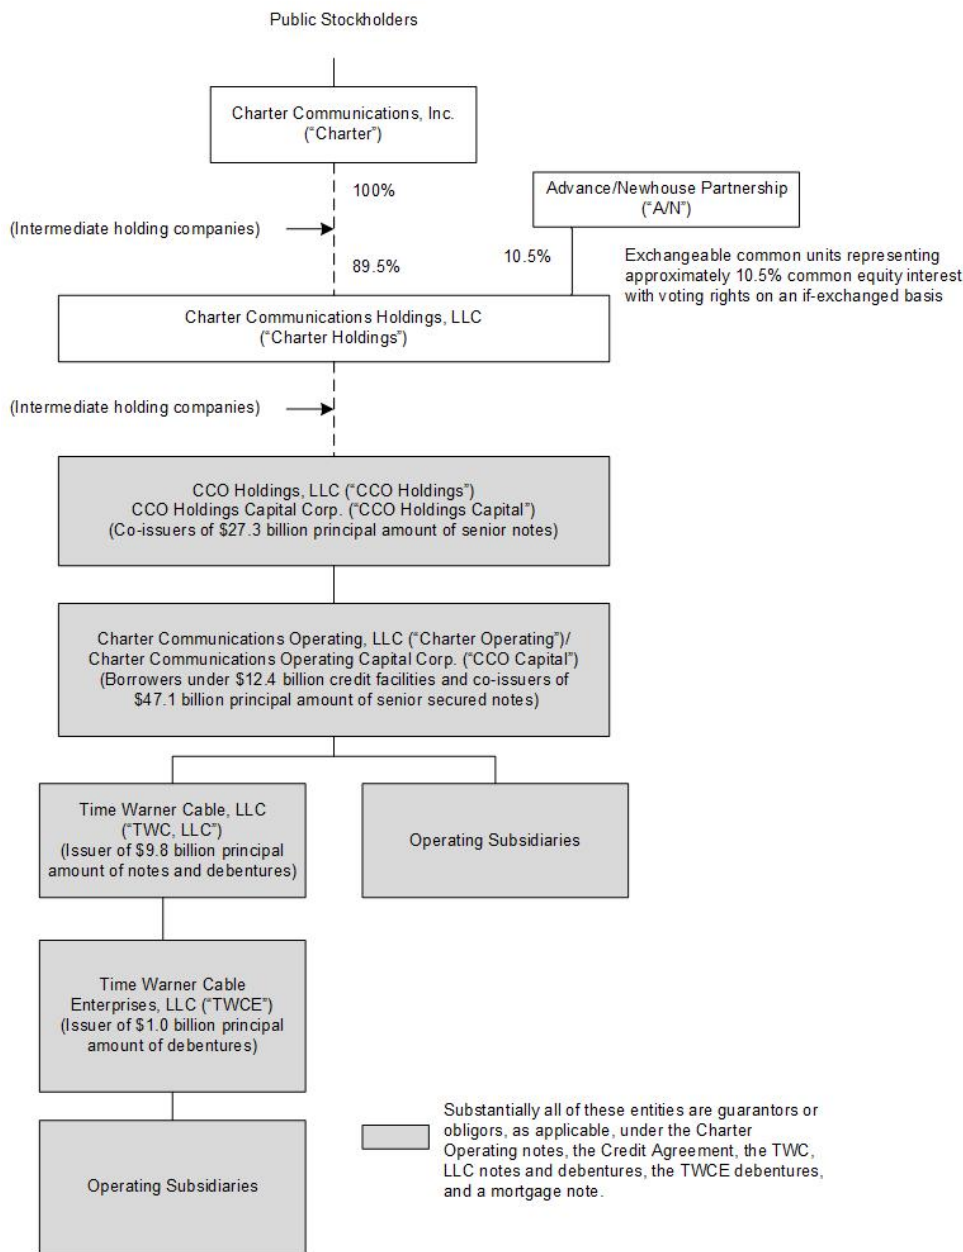 Public Stockholders
Charter Communications, Inc.
(“Charter”)
100%
Advance/Newhouse Partnership
(“A/N”)
(Intermediate holding companies)
89.5%
10.5%
Exchangeable common units representing
approximately 10.5% common equity interest
with voting rights on an if-exchanged basis
Charter Communications Holdings, LLC
(“Charter Holdings”)
(Intermediate holding companies)
CCO Holdings, LLC (“CCO Holdings”)
CCO Holdings Capital Corp. (“CCO Holdings Capital”)
(Co-issuers of $27.3 billion principal amount of senior notes)
Charter Communications Operating, LLC (“Charter Operating”)/
Charter Communications Operating Capital Corp. (“CCO Capital”)
(Borrowers under $12.4 billion credit facilities and co-issuers of
$47.1 billion principal amount of senior secured notes)
Time Warner Cable, LLC
(“TWC, LLC”)
(Issuer of $9.8 billion principal
amount of notes and debentures)
Operating Subsidiaries
Time Warner Cable
Enterprises, LLC (“TWCE”)
(Issuer of $1.0 billion principal
amount of debentures)
Operating Subsidiaries
Substantially all of these entities are guarantors or
obligors, as applicable, under the Charter
Operating notes, the Credit Agreement, the TWC,
LLC notes and debentures, the TWCE debentures,
and a mortgage note.